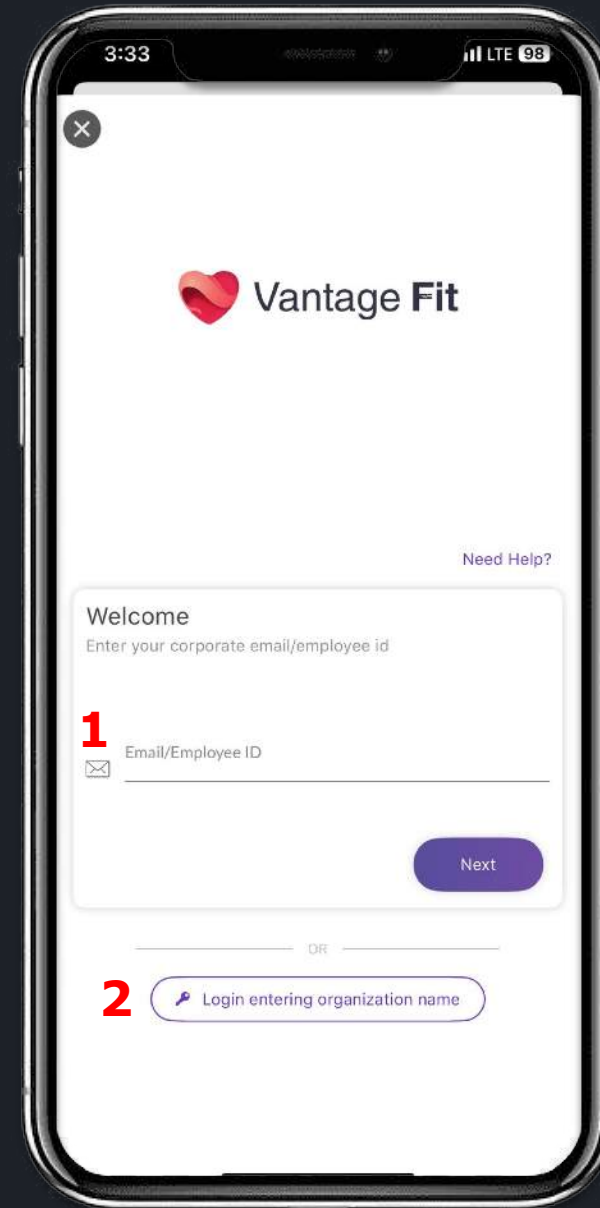 3:33 LTE 98
Vantage Fit
Need Help?
Welcome
Enter your corporate email/employee id
1
Email/Employee ID
Next
OR
2 Login entering organization name